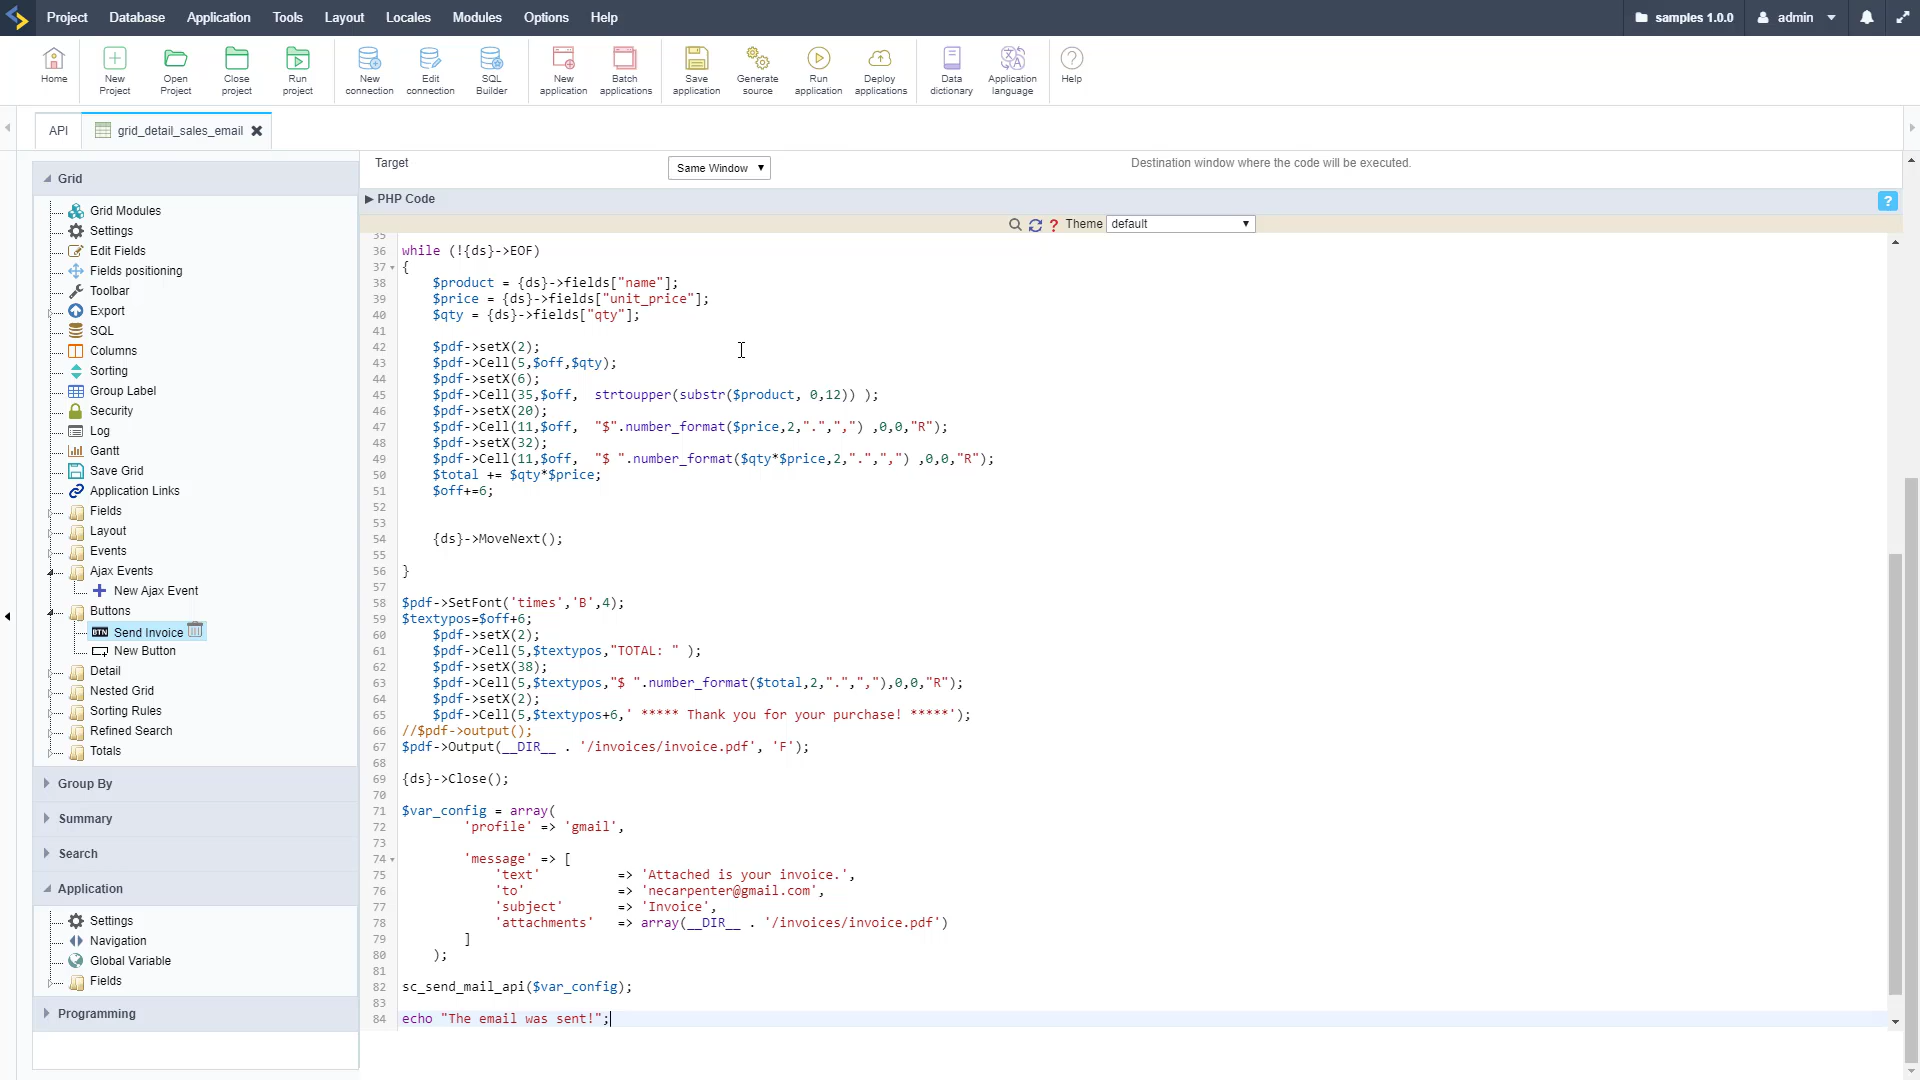 Project Database Application Tools Layout Locales Modules Options Help samples 1.0.0 admin
Home
New Project
Open Project
Close project
Run project
New connection
Edit connection
SQL Builder
New application
Batch applications
Save application
Generate source
Run application
Deploy applications
Data dictionary
Application language
? Help
API grid_detail_sales_email
Target Same Window Destination window where the code will be executed.
PHP Code ?
? Theme default
Grid
Grid Modules
Settings
Edit Fields
Fields positioning
Toolbar
Export
SQL
Columns
Sorting
Group Label
Security
Log
Gantt
Save Grid
Application Links
Fields
Layout
Events
Ajax Events
New Ajax Event
Buttons
BTN Send Invoice
New Button
Detail
Nested Grid
Sorting Rules
Refined Search
Totals
Group By
Summary
Search
Application
Settings
Navigation
Global Variable
Fields
Programming
35
36 while (!{ds}->EOF)
37 {
38 $product = {ds}->fields["name"];
39 $price = {ds}->fields["unit_price"];
40 $qty = {ds}->fields["qty"];
41
42 $pdf->setX(2);
43 $pdf->Cell(5,$off,$qty);
44 $pdf->setX(6);
45 $pdf->Cell(35,$off,  strtoupper(substr($product, 0,12)) );
46 $pdf->setX(20);
47 $pdf->Cell(11,$off,  "$".number_format($price,2,".",",") ,0,0,"R");
48 $pdf->setX(32);
49 $pdf->Cell(11,$off,  "$ ".number_format($qty*$price,2,".",",") ,0,0,"R");
50 $total += $qty*$price;
51 $off+=6;
52
53
54 {ds}->MoveNext();
55
56 }
57
58 $pdf->SetFont('times','B',4);
59 $textypos=$off+6;
60 $pdf->setX(2);
61 $pdf->Cell(5,$textypos,"TOTAL: " );
62 $pdf->setX(38);
63 $pdf->Cell(5,$textypos,"$ ".number_format($total,2,".",","),0,0,"R");
64 $pdf->setX(2);
65 $pdf->Cell(5,$textypos+6,' ***** Thank you for your purchase! *****');
66 //$pdf->output();
67 $pdf->Output(__DIR__ . '/invoices/invoice.pdf', 'F');
68
69 {ds}->Close();
70
71 $var_config = array(
72 'profile' => 'gmail',
73
74 'message' => [
75 'text' => 'Attached is your invoice.',
76 'to' => 'necarpenter@gmail.com',
77 'subject' => 'Invoice',
78 'attachments' => array(__DIR__ . '/invoices/invoice.pdf')
79 ]
80 );
81
82 sc_send_mail_api($var_config);
83
84 echo "The email was sent!";